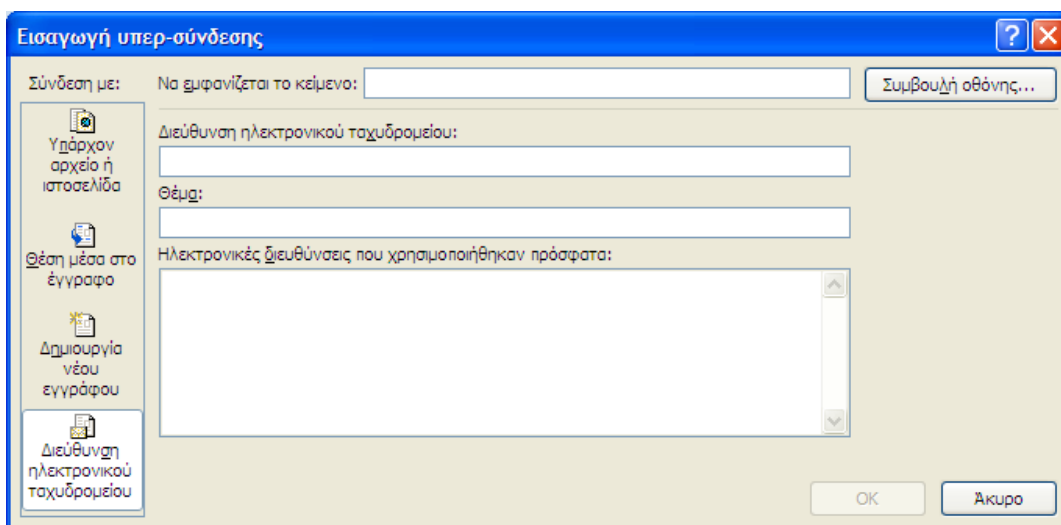 Εισαγωγή υπερ-σύνδεσης
Σύνδεση με:
Να εμφανίζεται το κείμενο:
Συμβουλή οθόνης...
Υπάρχον
αρχείο ή
ιστοσελίδα
Θέση μέσα στο
έγγραφο
Δημιουργία
νέου
εγγράφου
Διεύθυνση
ηλεκτρονικού
ταχυδρομείου
Διεύθυνση ηλεκτρονικού ταχυδρομείου:
Θέμα:
Ηλεκτρονικές διευθύνσεις που χρησιμοποιήθηκαν πρόσφατα:
OK
Άκυρο